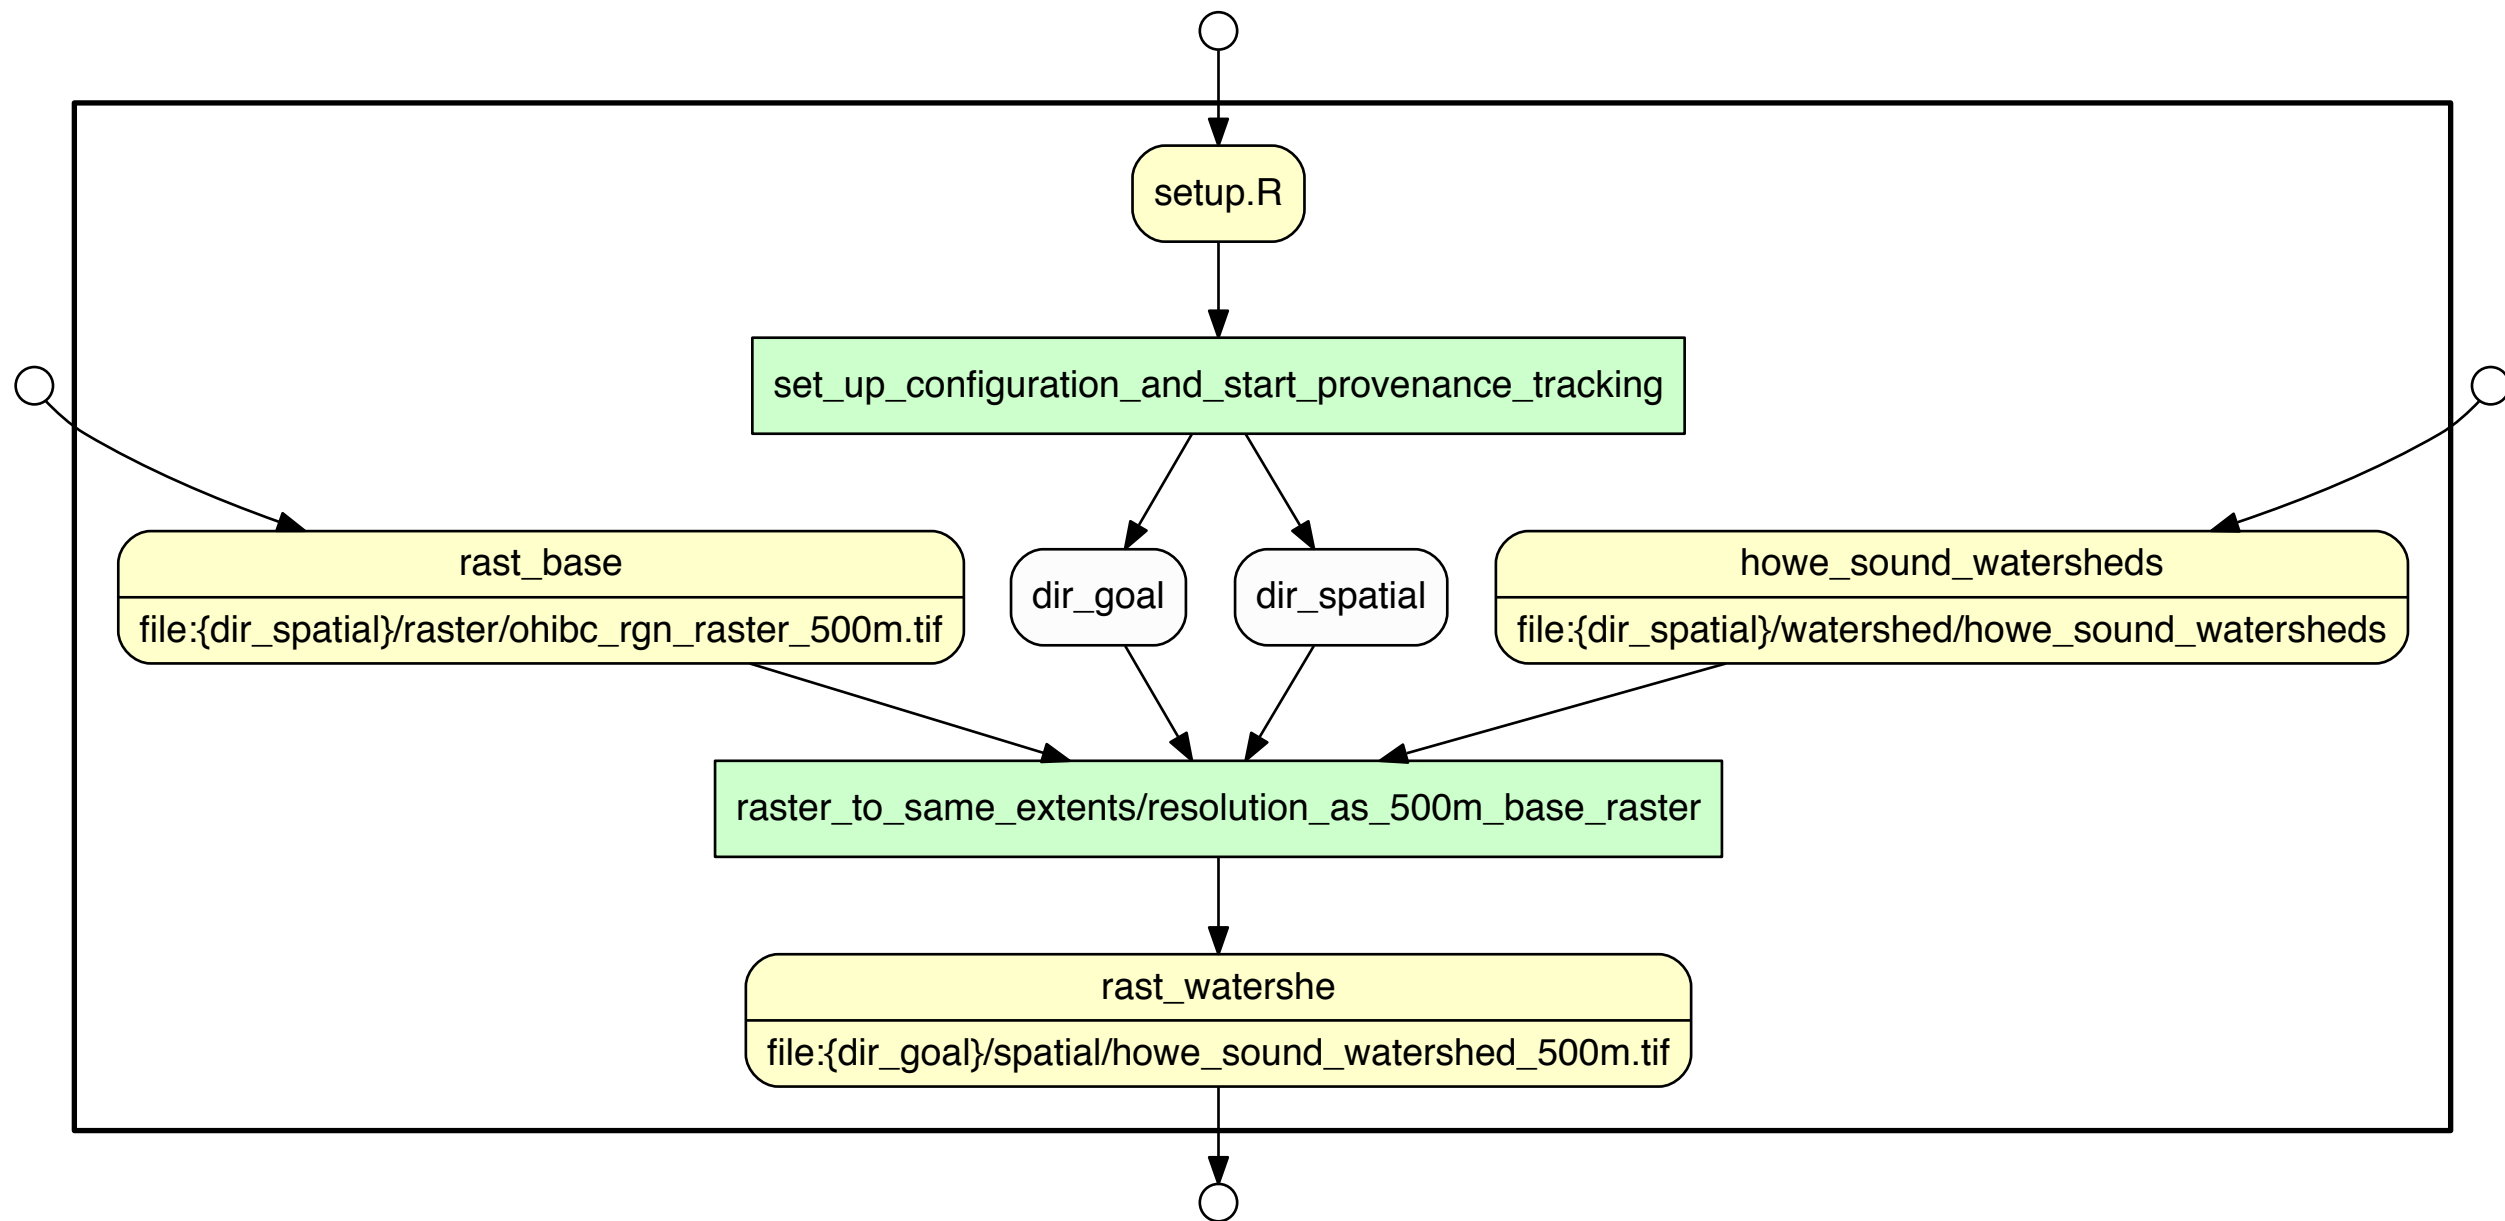 setup.R
set_up_configuration_and_start_provenance_tracking
rast_base
file:{dir_spatial}/raster/ohibc_rgn_raster_500m.tif
dir_goal
dir_spatial
howe_sound_watersheds
file:{dir_spatial}/watershed/howe_sound_watersheds
raster_to_same_extents/resolution_as_500m_base_raster
rast_watershe
file:{dir_goal}/spatial/howe_sound_watershed_500m.tif